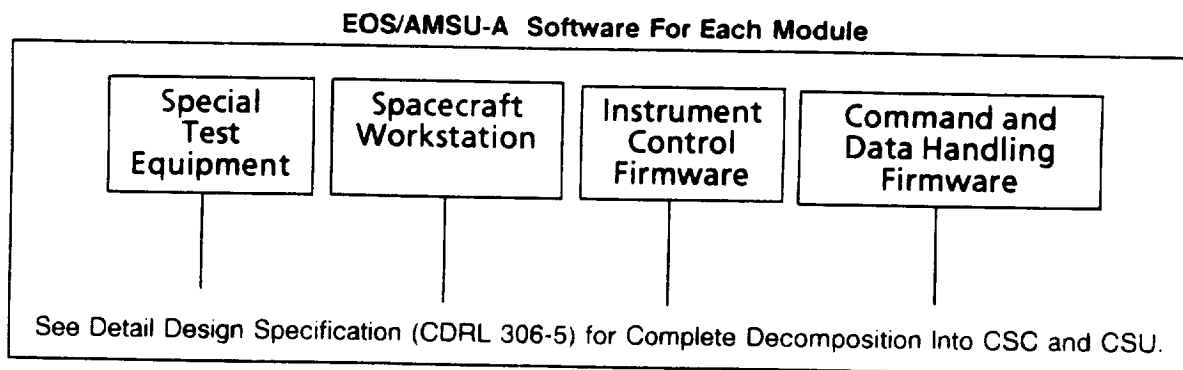 EOS/AMSU-A Software For Each Module
Special
Test
Equipment
Spacecraft
Workstation
Instrument
Control
Firmware
Command and
Data Handling
Firmware
See Detail Design Specification (CDRL 306-5) for Complete Decomposition Into CSC and CSU.